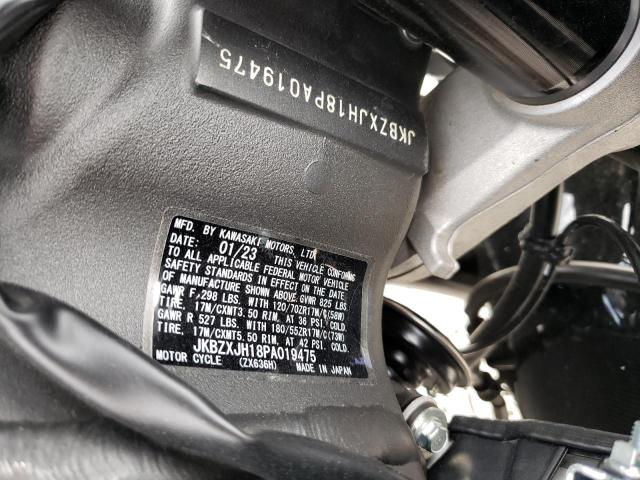 JKBZXJH18PA019475
MFD. BY KAWASAKI MOTORS, LTD.
DATE: 01/23 THIS VEHICLE CONFORMS
TO ALL APPLICABLE FEDERAL MOTOR VEHICLE
SAFETY STANDARDS IN EFFECT ON THE DATE
OF MANUFACTURE SHOWN ABOVE. GVWR 825 LBS.
GAWR F. 298 LBS. WITH 120/70ZR17M/C(58W)
TIRE, 17M/CXMT3.50 RIM, AT 36 PSI. COLD.
GAWR R 527 LBS. WITH 180/55ZR17M/C(73W)
TIRE, 17M/CXMT5.50 RIM, AT 42 PSI. COLD.
JKBZXJH18PA019475
MOTOR CYCLE (ZX636H) MADE IN JAPAN